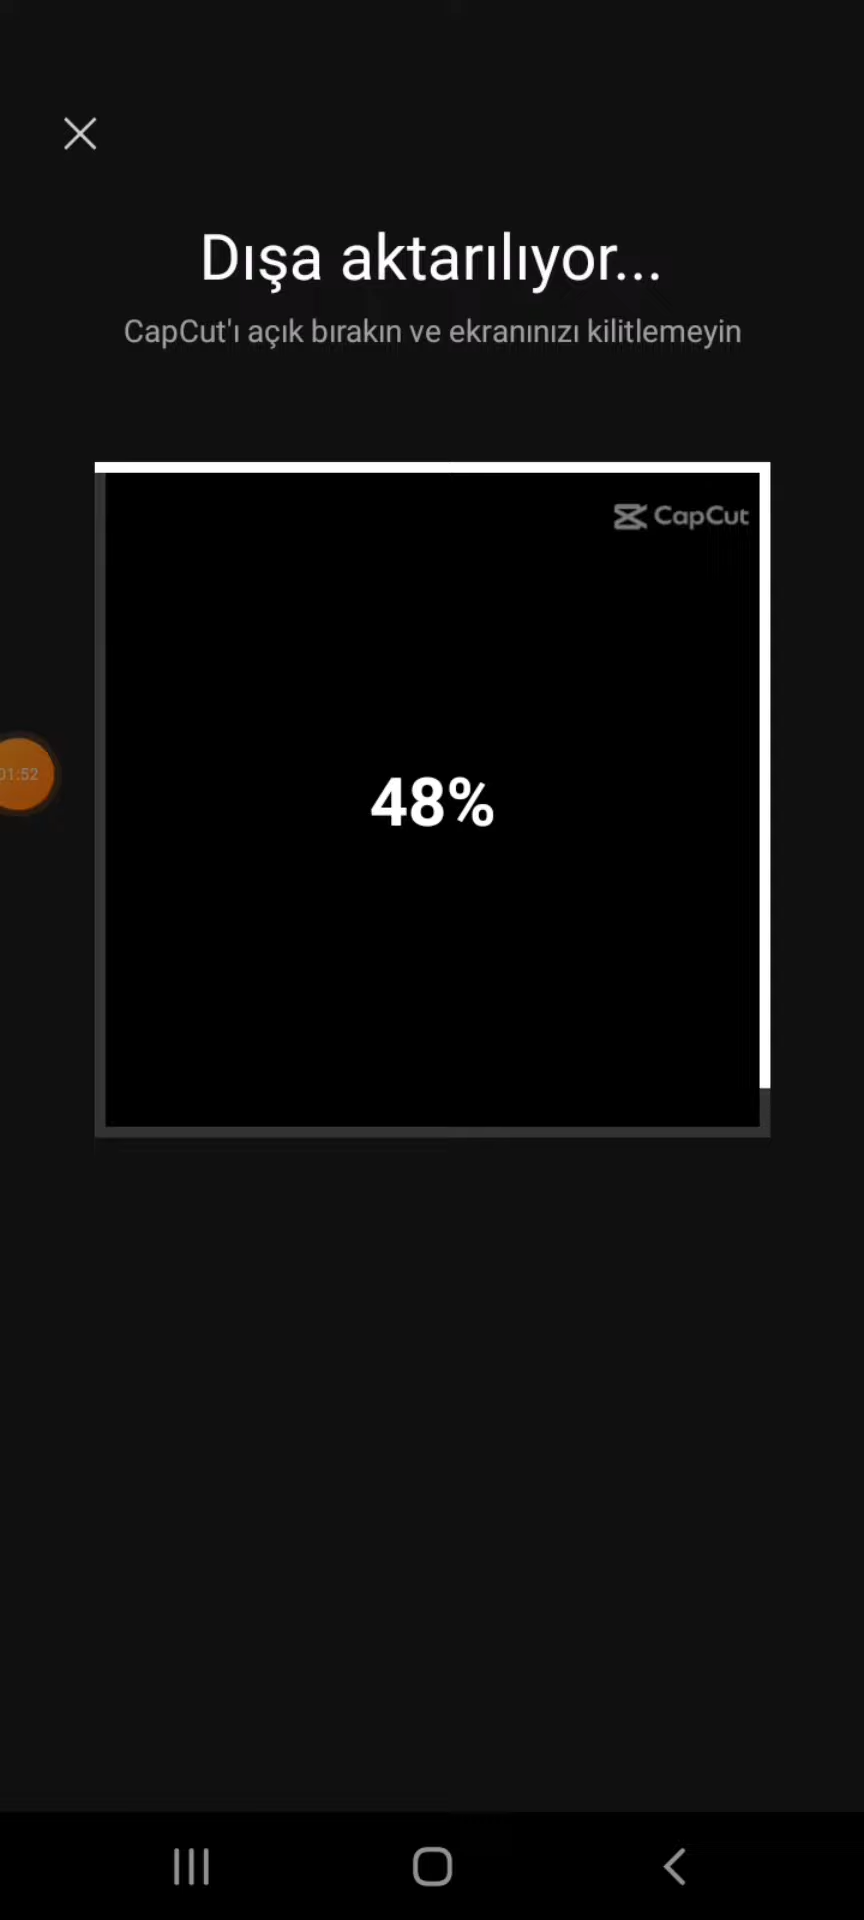 Dışa aktarılıyor...
CapCut'ı açık bırakın ve ekranınızı kilitlemeyin
CapCut
01:52
48%